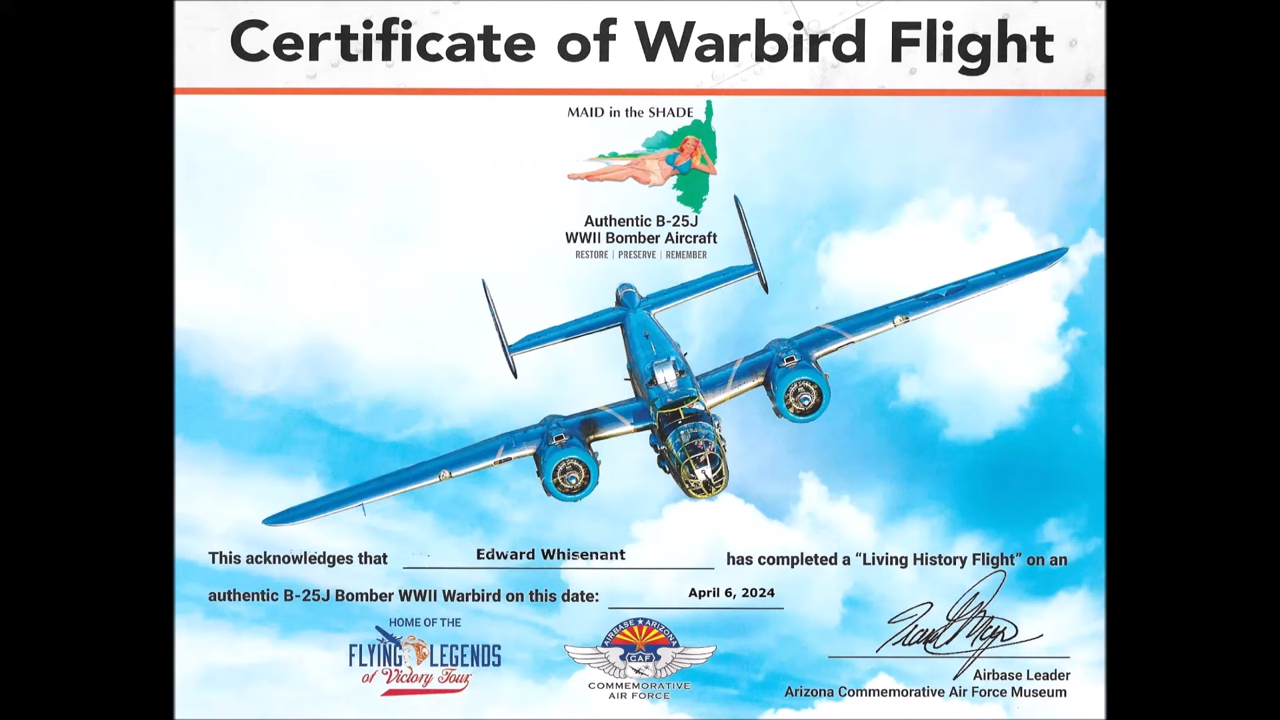 Certificate of Warbird Flight
MAID in the SHADE
Authentic B-25J
WWII Bomber Aircraft
RESTORE | PRESERVE | REMEMBER
This acknowledges that Edward Whisenant has completed a “Living History Flight” on an
authentic B-25J Bomber WWII Warbird on this date: April 6, 2024
HOME OF THE
FLYING LEGENDS
of Victory Tour
AIRBASE ★ ARIZONA
CAF
COMMEMORATIVE
AIR FORCE
Airbase Leader
Arizona Commemorative Air Force Museum